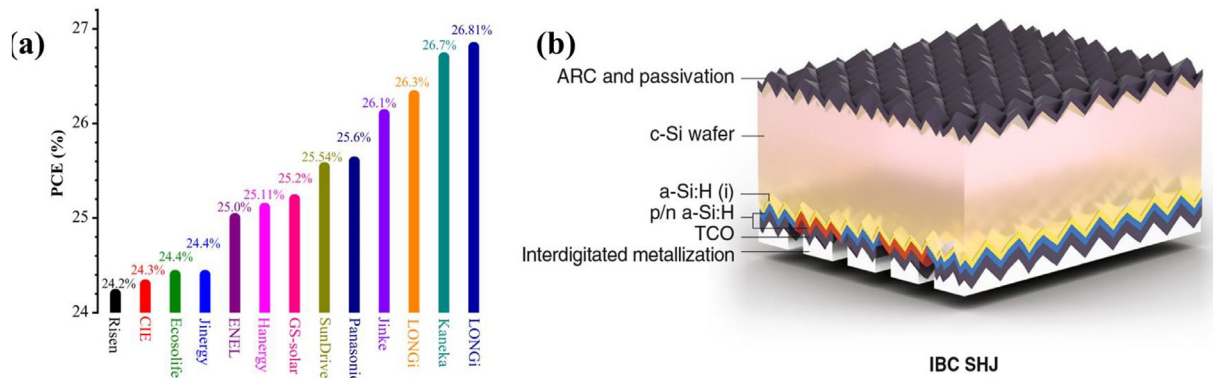 (a)
PCE (%)
27
26
25
24
24.2%
24.3%
24.4%
24.4%
25.0%
25.11%
25.2%
25.54%
25.6%
26.1%
26.3%
26.7%
26.81%
Risen
CIE
Ecosolife
Jinergy
ENEL
Hanergy
GS-solar
SunDrive
Panasonic
Jinke
LONGi
Kaneka
LONGi
(b)
ARC and passivation
c-Si wafer
a-Si:H (i)
p/n a-Si:H
TCO
Interdigitated metallization
IBC SHJ